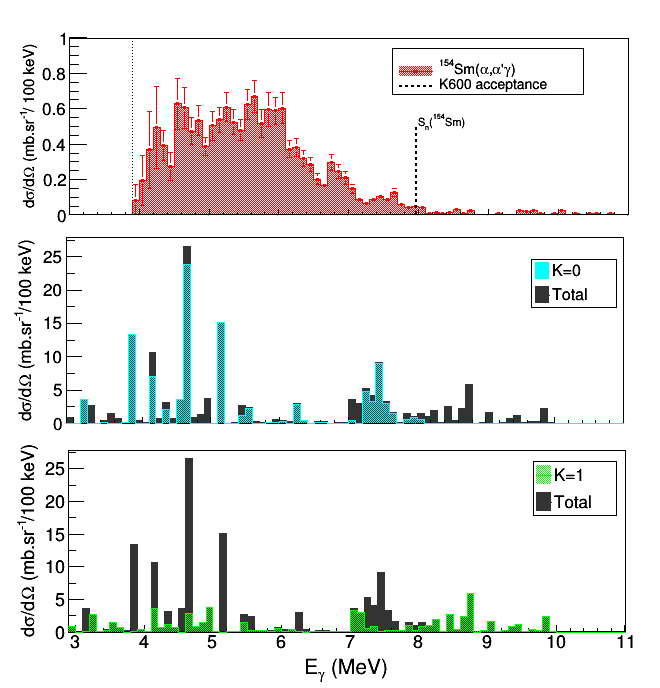 dσ/dΩ (mb.sr⁻¹/ 100 keV)
1
0.8
0.6
0.4
0.2
0
¹⁵⁴Sm(α,α'γ)
K600 acceptance
Sₙ(¹⁵⁴Sm)
dσ/dΩ (mb.sr⁻¹/100 keV)
25
20
15
10
5
0
K=0
Total
dσ/dΩ (mb.sr⁻¹/100 keV)
25
20
15
10
5
0
K=1
Total
3 4 5 6 7 8 9 10 11
Eᵧ (MeV)